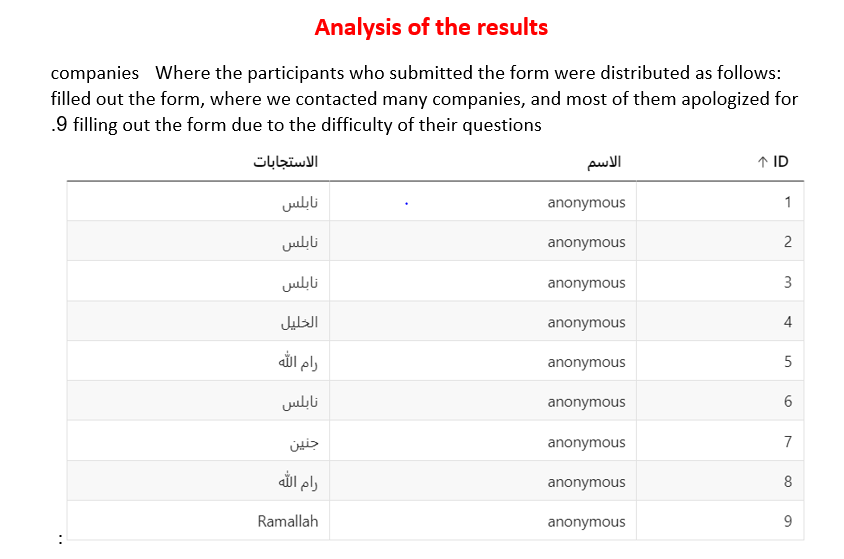 Analysis of the results
companies Where the participants who submitted the form were distributed as follows:
filled out the form, where we contacted many companies, and most of them apologized for
.9 filling out the form due to the difficulty of their questions
ID ↑ الاسم الاستجابات
1 anonymous نابلس
2 anonymous نابلس
3 anonymous نابلس
4 anonymous الخليل
5 anonymous رام الله
6 anonymous نابلس
7 anonymous جنين
8 anonymous رام الله
9 anonymous Ramallah
: